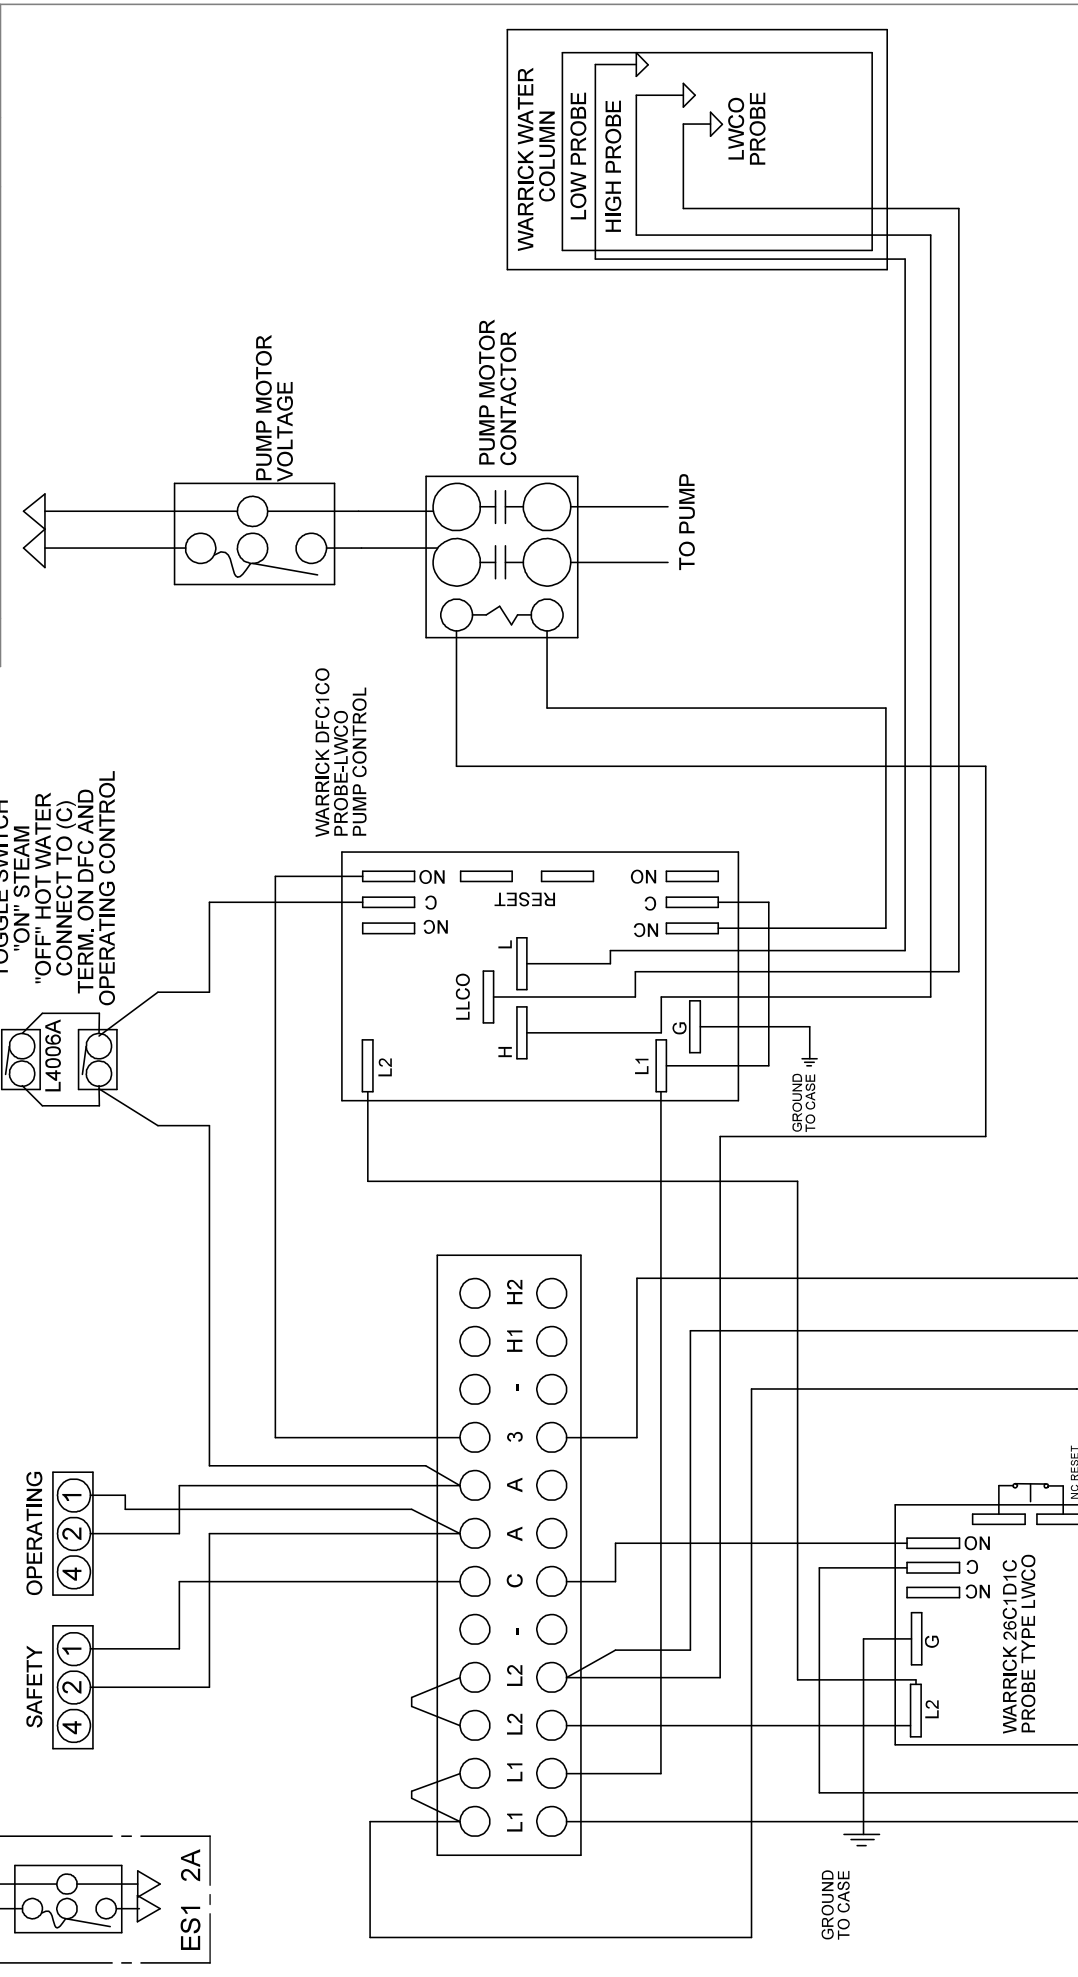 TOGGLE SWITCH
"ON" STEAM
"OFF" HOT WATER
CONNECT TO (C)
TERM. ON DFC AND
OPERATING CONTROL
L4006A
PUMP MOTOR
VOLTAGE
PUMP MOTOR
CONTACTOR
TO PUMP
WARRICK WATER
COLUMN
LOW PROBE
HIGH PROBE
LWCO
PROBE
WARRICK DFC1CO
PROBE-LWCO
PUMP CONTROL
NO
C
NC
RESET
NO
C
NC
L
LLCO
H
L2
L1
G
GROUND
TO CASE
OPERATING
4 2 1
SAFETY
4 2 1
L1 L1 L2 L2 - C A A 3 - H1 H2
ES1 2A
NC RESET
NO
C
NC
G
L2
WARRICK 26C1D1C
PROBE TYPE LWCO
GROUND
TO CASE